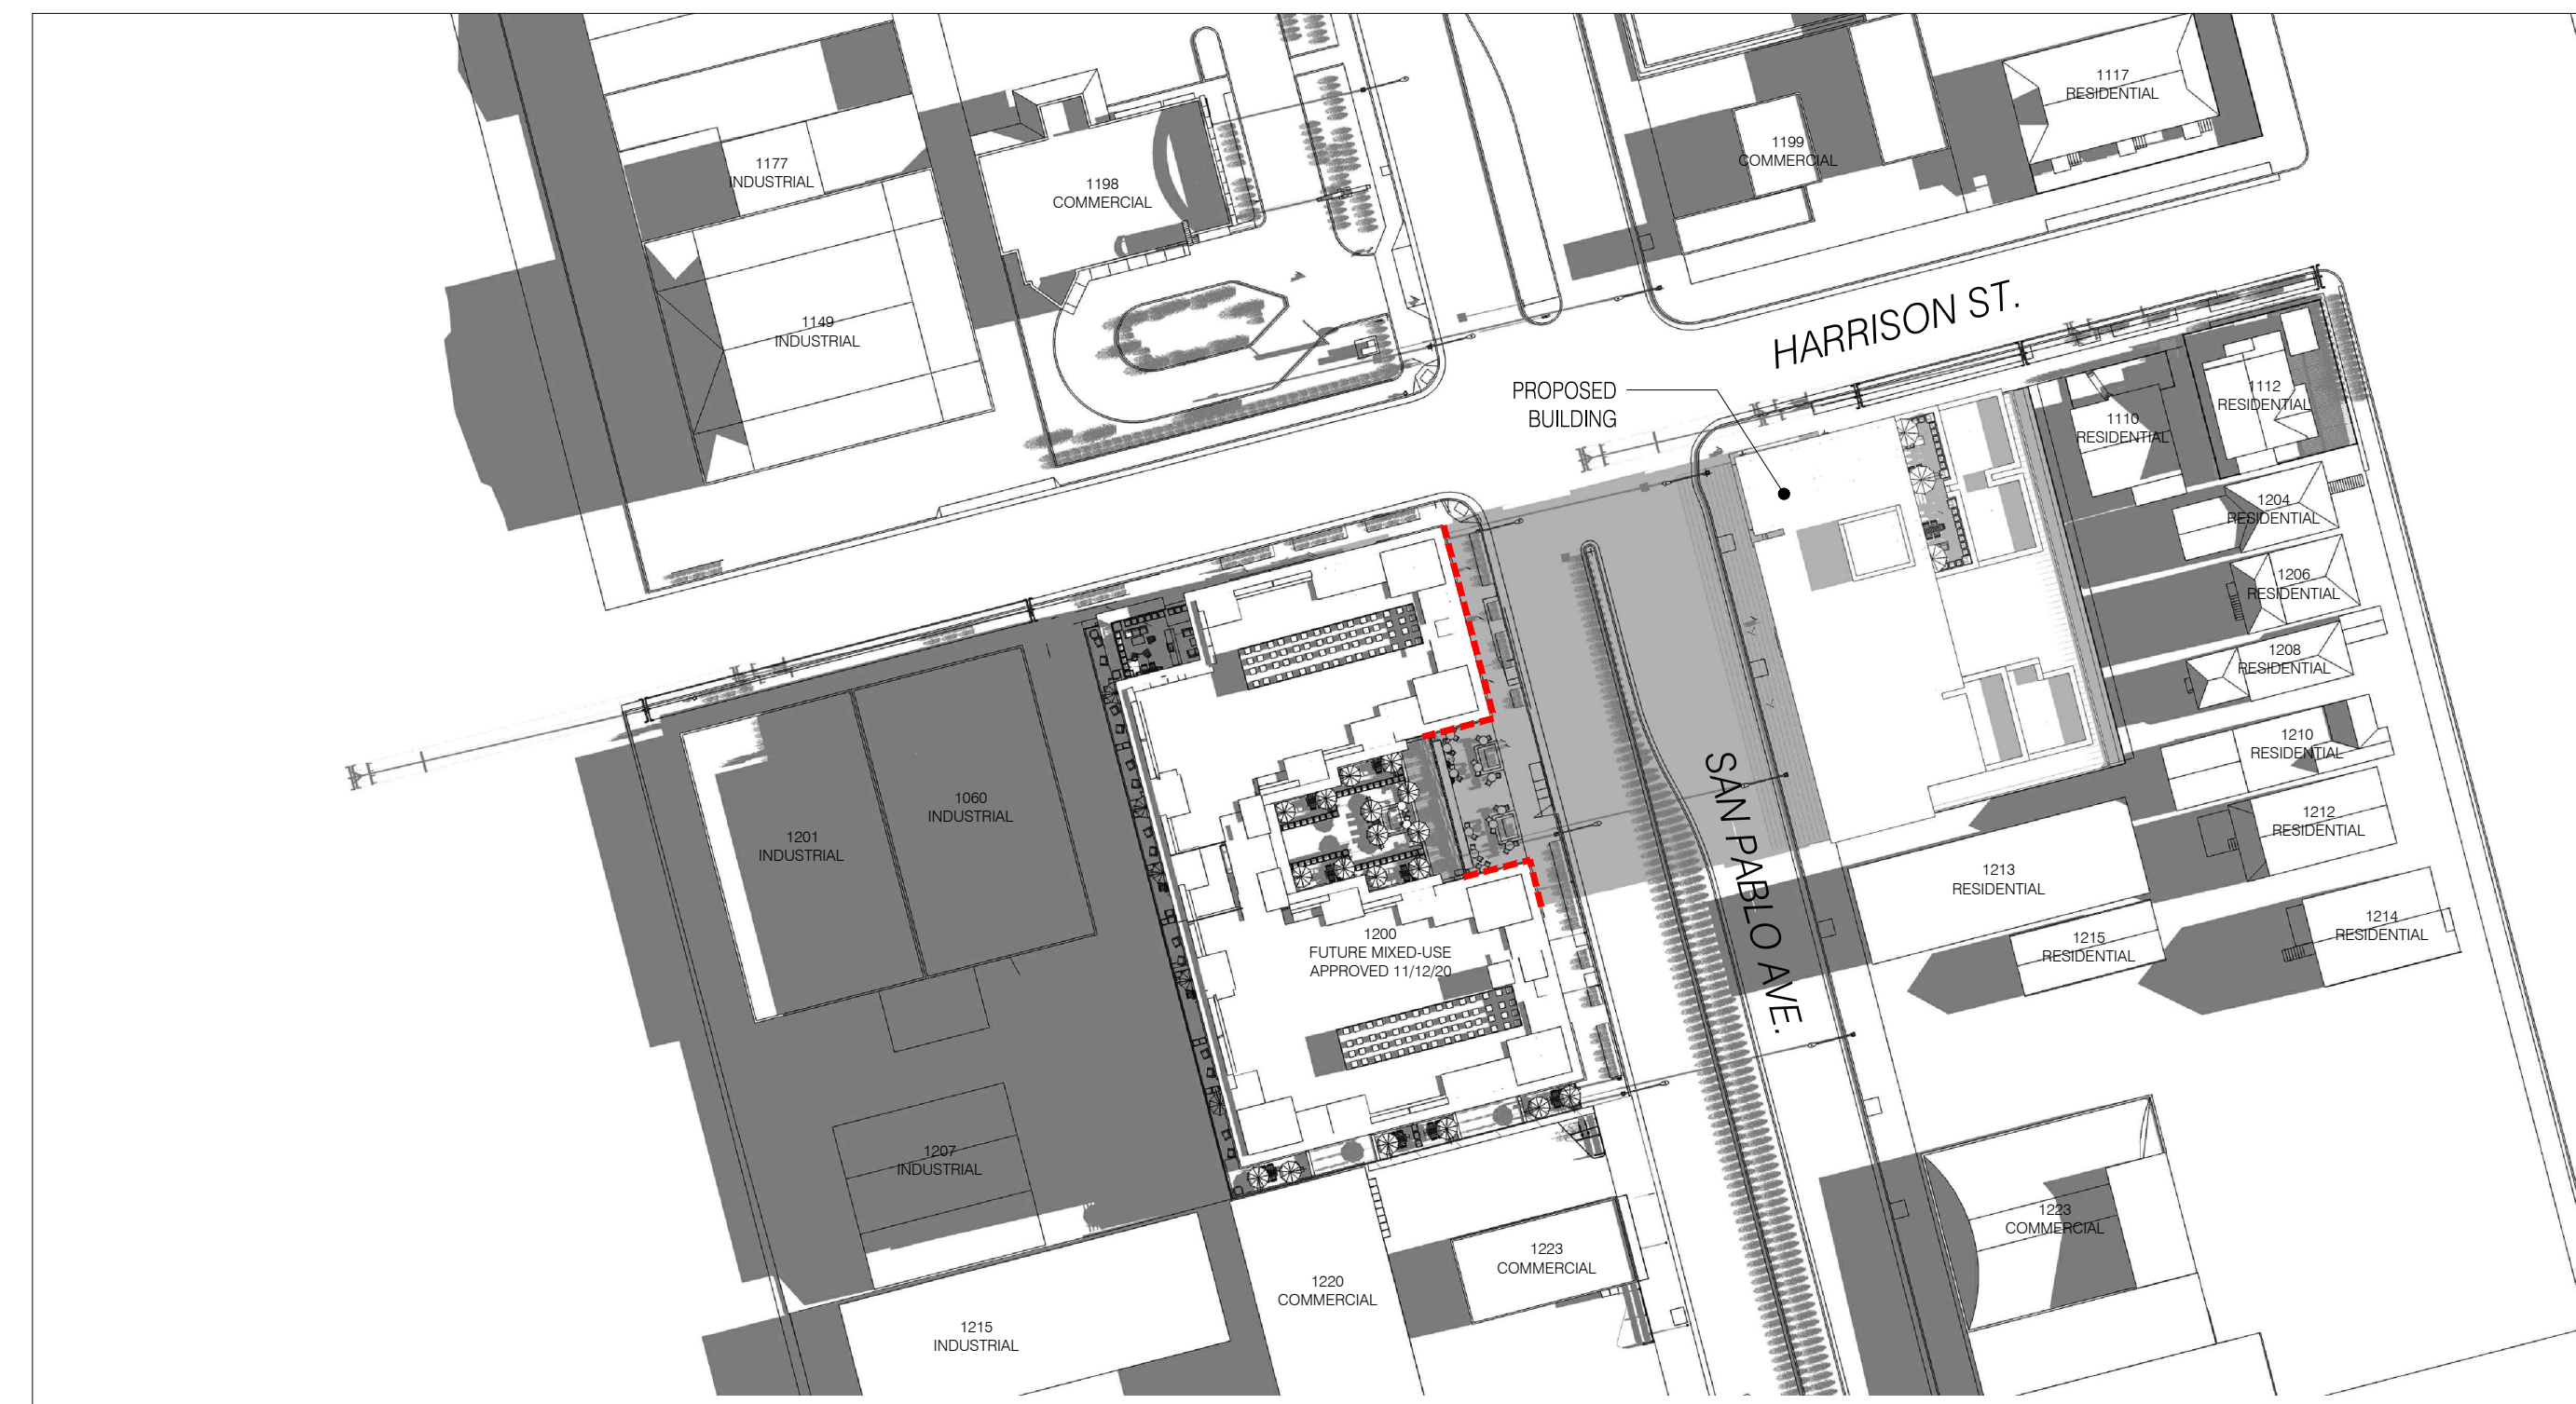 1117
RESIDENTIAL
1199
COMMERCIAL
1177
INDUSTRIAL
1198
COMMERCIAL
1149
INDUSTRIAL
HARRISON ST.
PROPOSED
BUILDING
1112
RESIDENTIAL
1110
RESIDENTIAL
1204
RESIDENTIAL
1206
RESIDENTIAL
1208
RESIDENTIAL
1210
RESIDENTIAL
1212
RESIDENTIAL
1060
INDUSTRIAL
1201
INDUSTRIAL
SAN PABLO AVE.
1213
RESIDENTIAL
1214
RESIDENTIAL
1215
RESIDENTIAL
1200
FUTURE MIXED-USE
APPROVED 11/12/20
1207
INDUSTRIAL
1223
COMMERCIAL
1223
COMMERCIAL
1220
COMMERCIAL
1215
INDUSTRIAL